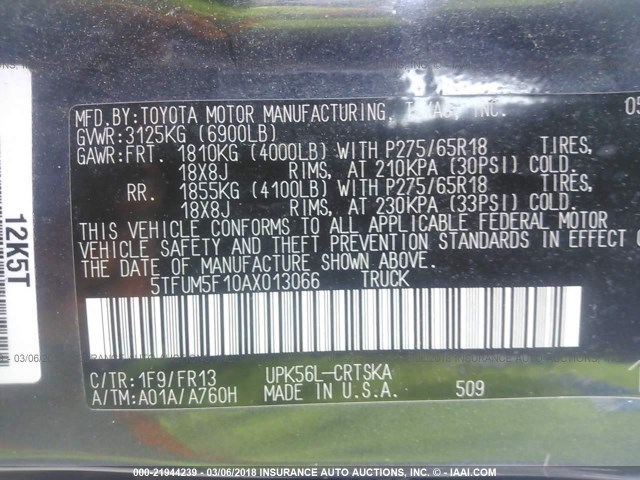 MFD.BY:TOYOTA MOTOR MANUFACTURING, TEXAS, INC. 05
GVWR:3125KG (6900LB)
GAWR:FRT. 1810KG (4000LB) WITH P275/65R18 TIRES,
18X8J RIMS, AT 210KPA (30PSI) COLD.
RR. 1855KG (4100LB) WITH P275/65R18 TIRES,
18X8J RIMS, AT 230KPA (33PSI) COLD.
THIS VEHICLE CONFORMS TO ALL APPLICABLE FEDERAL MOTOR
VEHICLE SAFETY AND THEFT PREVENTION STANDARDS IN EFFECT
THE DATE OF MANUFACTURE SHOWN ABOVE.
5TFUM5F10AX013066 TRUCK
C/TR:1F9/FR13 UPK56L-CRTSKA
A/TM:A01A/A760H MADE IN U.S.A. 509
12K5T
000-21944239 - 03/06/2018 INSURANCE AUTO AUCTIONS, INC. - IAAI.COM